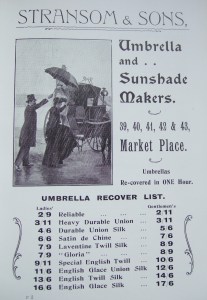 STRANSOM & SONS,
Umbrella
and . .
Sunshade
Makers.
39, 40, 41, 42 & 43,
Market Place.
Umbrellas
Re-covered in ONE Hour.
UMBRELLA RECOVER LIST.
Ladies' Gentlemen's
2/9 Reliable 2/11
3/11 Heavy Durable Union 3/11
4/6 Durable Union Silk 5/6
6/6 Satin de Chine 7/6
7/9 Laventine Twill Silk 8/9
7/9 "Gloria" 8/9
9/11 Special English Twill 10/6
11/6 English Glace Union Silk 12/6
13/6 English Twill Silk 14/6
16/6 English Glace Silk 17/6